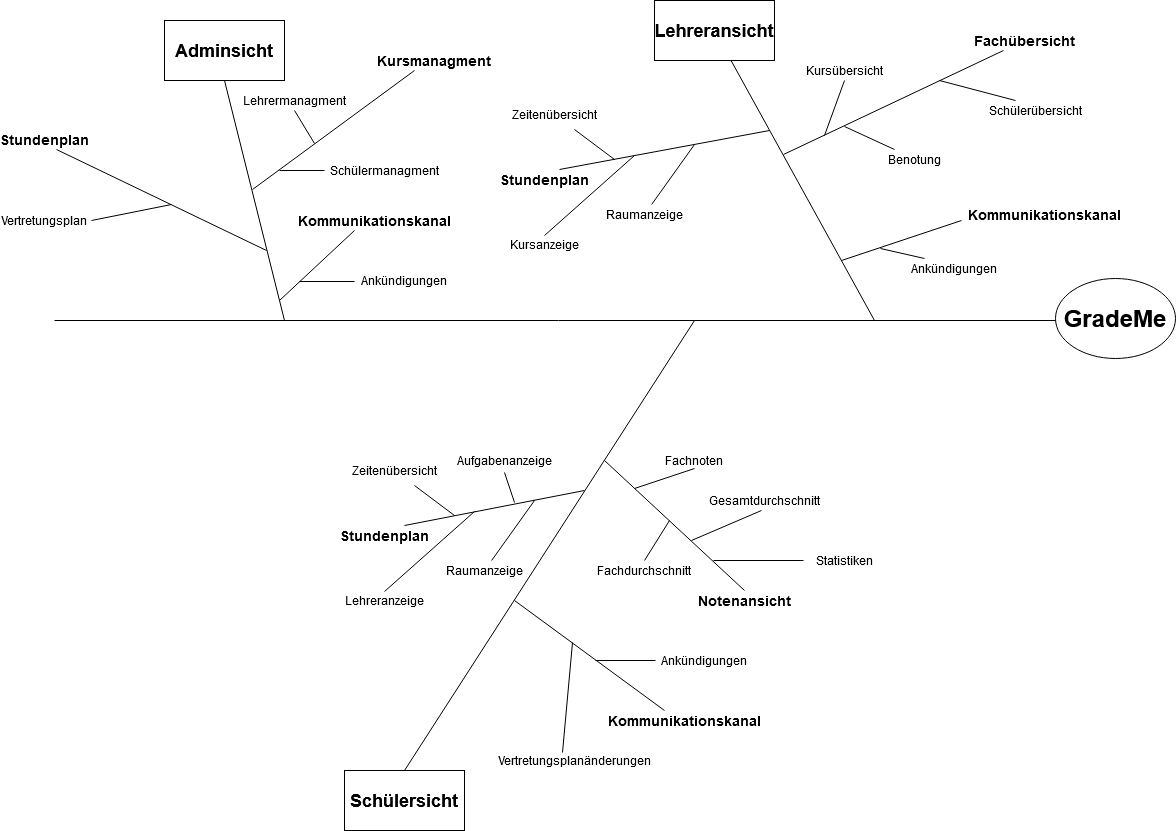 Adminsicht
Kursmanagment
Lehrermanagment
Stundenplan
Schülermanagment
Vertretungsplan
Kommunikationskanal
Ankündigungen
Lehreransicht
Fachübersicht
Kursübersicht
Zeitenübersicht
Schülerübersicht
Benotung
Stundenplan
Raumanzeige
Kursanzeige
Kommunikationskanal
Ankündigungen
GradeMe
Aufgabenanzeige
Zeitenübersicht
Stundenplan
Raumanzeige
Lehreranzeige
Fachnoten
Gesamtdurchschnitt
Statistiken
Fachdurchschnitt
Notenansicht
Ankündigungen
Kommunikationskanal
Vertretungsplanänderungen
Schülersicht